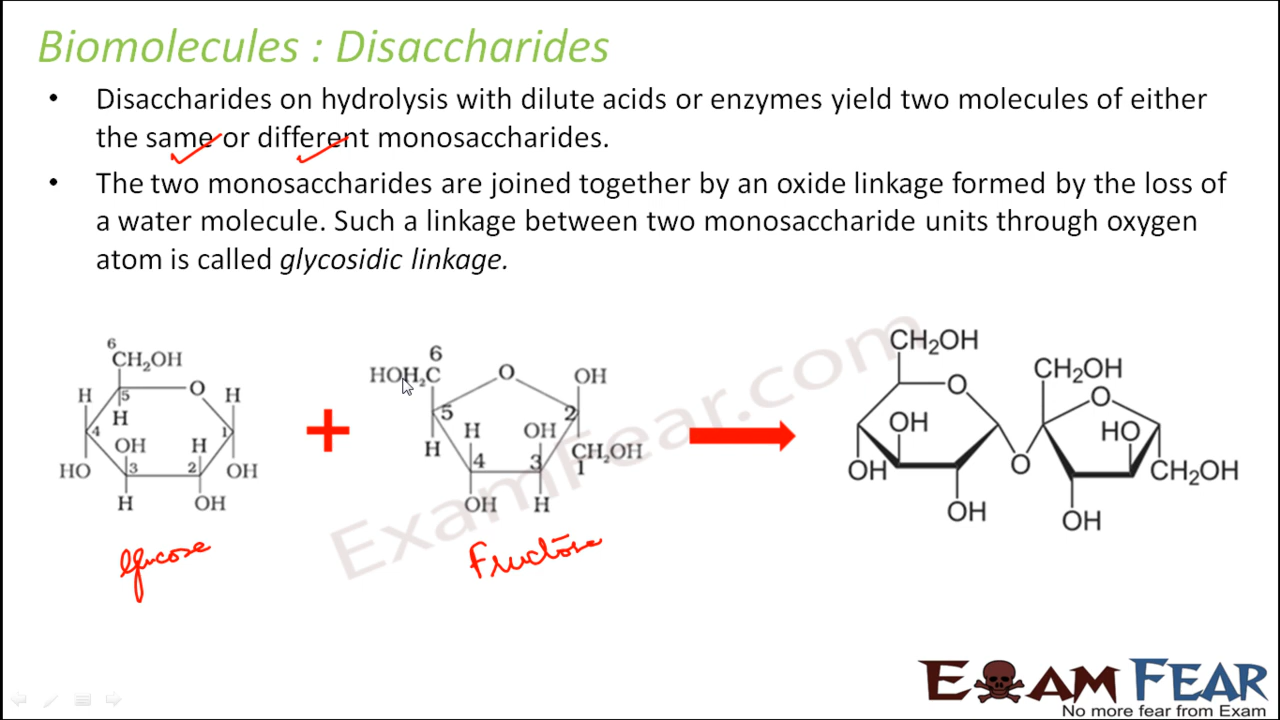 Biomolecules : Disaccharides
• Disaccharides on hydrolysis with dilute acids or enzymes yield two molecules of either
the same or different monosaccharides.
• The two monosaccharides are joined together by an oxide linkage formed by the loss of
a water molecule. Such a linkage between two monosaccharide units through oxygen
atom is called glycosidic linkage.
6
CH₂OH
H 5 O H
H
4 OH H 1
HO 3 2 OH
H OH
glucose
+
6
HOH₂C O OH
5 2
H H OH CH₂OH
4 3 1
OH H
Fructose
CH₂OH
O
OH
OH
OH
O
CH₂OH
O
HO
CH₂OH
OH
ExamFear.com
EXAM FEAR
No more fear from Exam